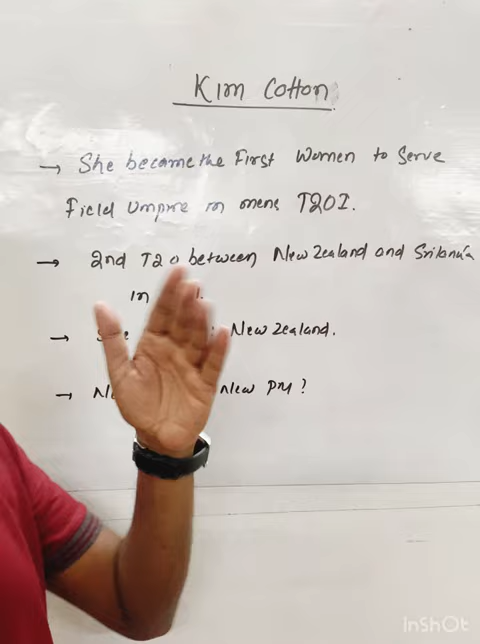 Kim Cotton
→ She became the First Women to Serve
Field Umpire in mens T20I.
→ 2nd T20 between New Zealand and Srilanka
in
→ New Zealand.
→ New PM?
InShOt